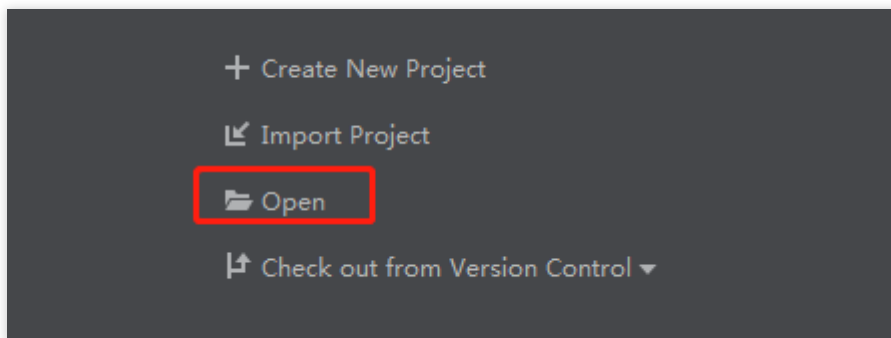 Create New Project
Import Project
Open
Check out from Version Control